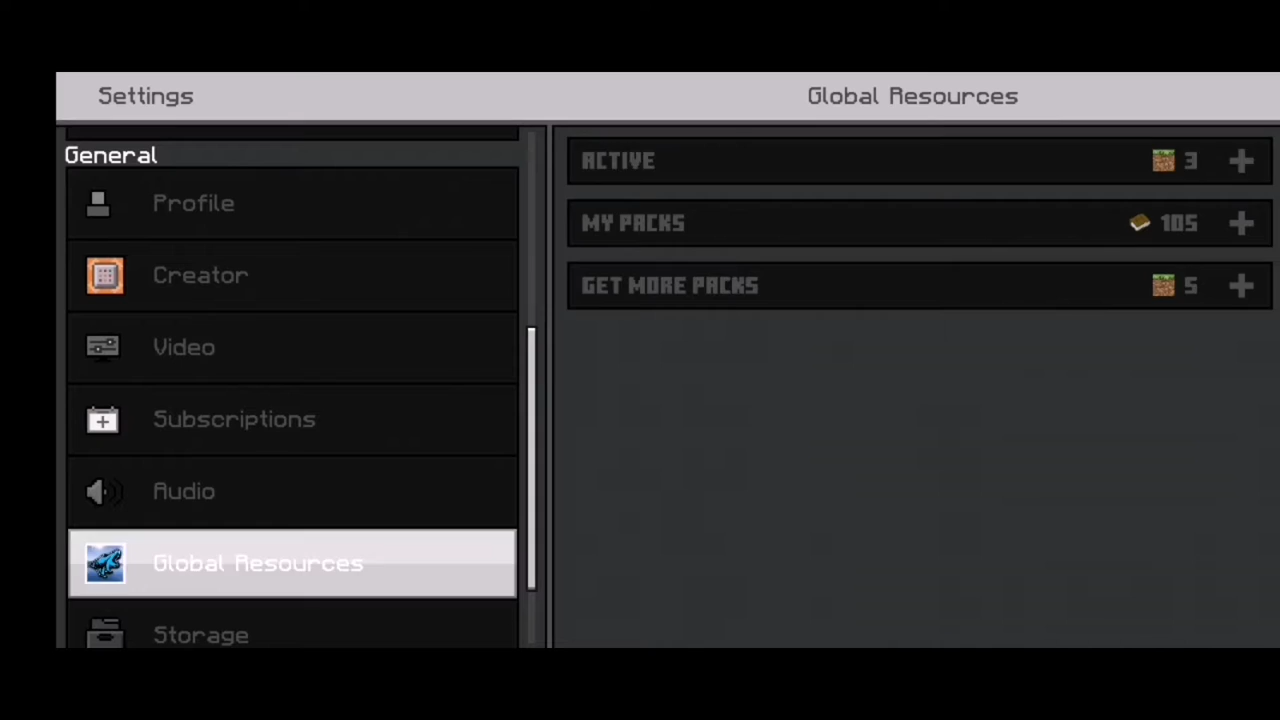 Settings
Global Resources
General
Profile
Creator
Video
Subscriptions
Audio
Global Resources
Storage
ACTIVE 3
MY PACKS 105
GET MORE PACKS 5